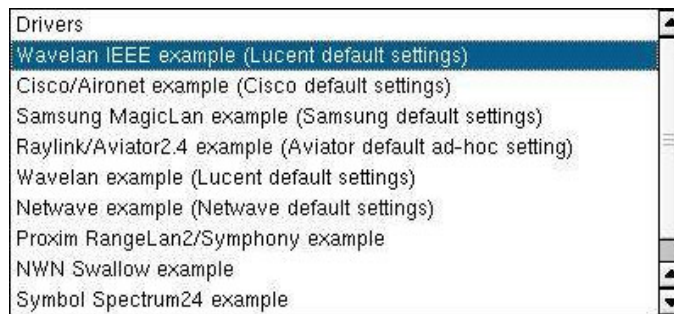 Drivers
Wavelan IEEE example (Lucent default settings)
Cisco/Aironet example (Cisco default settings)
Samsung MagicLan example (Samsung default settings)
Raylink/Aviator2.4 example (Aviator default ad-hoc setting)
Wavelan example (Lucent default settings)
Netwave example (Netwave default settings)
Proxim RangeLan2/Symphony example
NWN Swallow example
Symbol Spectrum24 example